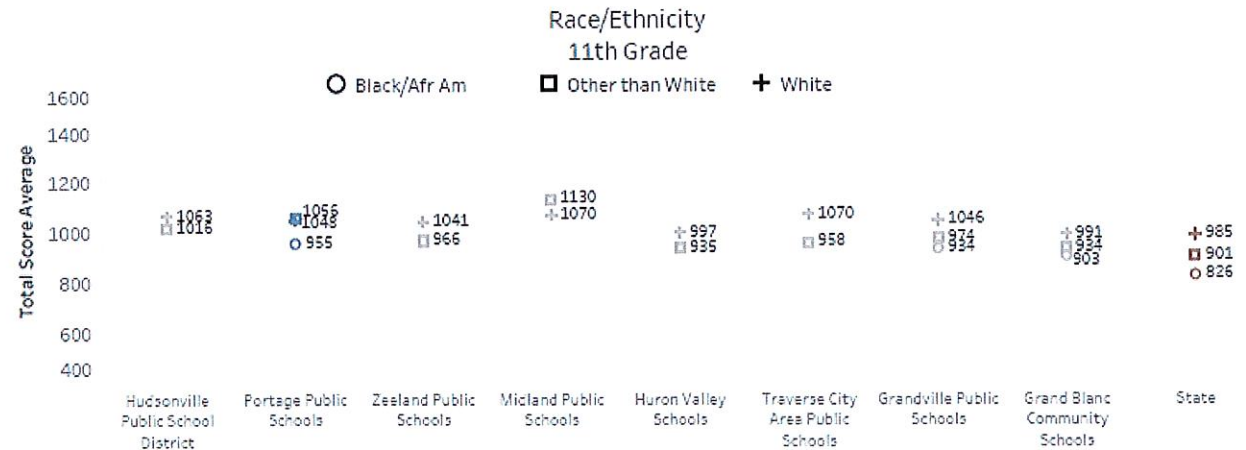 Race/Ethnicity
11th Grade
Black/Afr Am Other than White White
Total Score Average
1600
1400
1200
1000
800
600
400
1063
1016
1048
955
1041
966
1130
1070
997
935
1070
958
1046
974
934
991
934
903
985
901
826
Hudsonville Public School District
Portage Public Schools
Zeeland Public Schools
Midland Public Schools
Huron Valley Schools
Traverse City Area Public Schools
Grandville Public Schools
Grand Blanc Community Schools
State